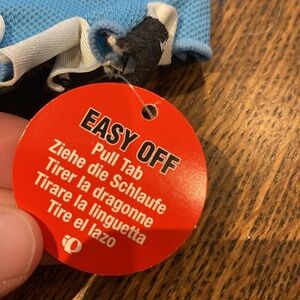 EASY OFF
Pull Tab
Ziehe die Schlaufe
Tirer la dragonne
Tirare la linguetta
Tire el lazo